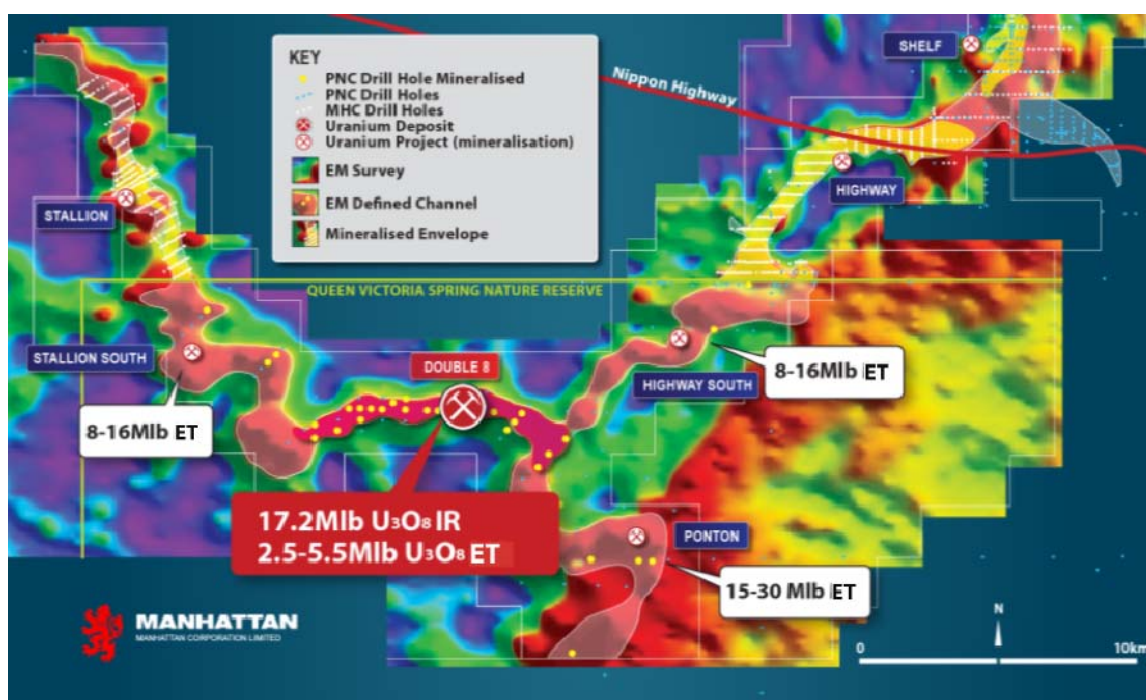 KEY
PNC Drill Hole Mineralised
PNC Drill Holes
MHC Drill Holes
Uranium Deposit
Uranium Project (mineralisation)
EM Survey
EM Defined Channel
Mineralised Envelope
SHELF
Nippon Highway
HIGHWAY
STALLION
QUEEN VICTORIA SPRING NATURE RESERVE
STALLION SOUTH
DOUBLE 8
HIGHWAY SOUTH
8-16Mlb ET
8-16Mlb ET
17.2Mlb U₃O₈ IR
2.5-5.5Mlb U₃O₈ ET
PONTON
15-30 Mlb ET
MANHATTAN
MANHATTAN CORPORATION LIMITED
N
0 10km